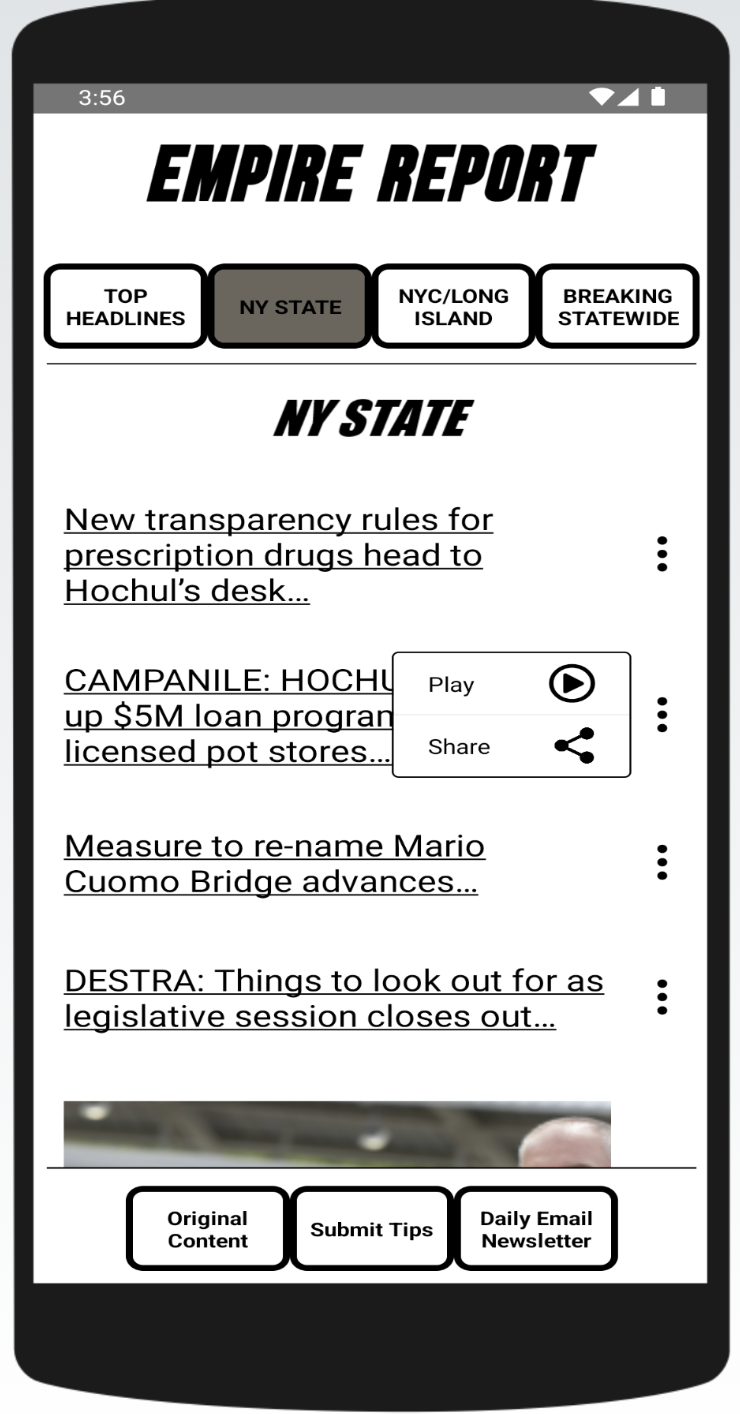 3:56
EMPIRE REPORT
TOP
HEADLINES
NY STATE
NYC/LONG
ISLAND
BREAKING
STATEWIDE
NY STATE
New transparency rules for
prescription drugs head to
Hochul’s desk...
CAMPANILE: HOCHU
up $5M loan progra
licensed pot stores...
Play
Share
Measure to re-name Mario
Cuomo Bridge advances...
DESTRA: Things to look out for as
legislative session closes out...
Original
Content
Submit Tips
Daily Email
Newsletter